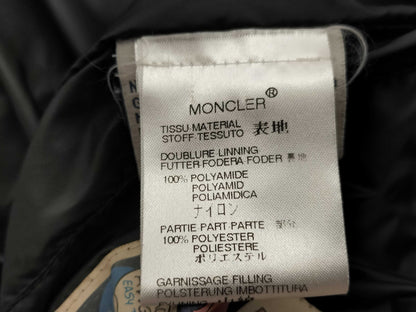 MONCLER®
TISSU MATERIAL
STOFF TESSUTO 表地
DOUBLURE LINNING
FUTTER FODERA FODER 裏地
100% POLYAMIDE
POLYAMID
POLIAMIDICA
ナイロン
PARTIE PART PARTE 部分
100% POLYESTER
POLIESTERE
ポリエステル
GARNISSAGE FILLING
POLSTERUNG IMBOTTITURA
EASY